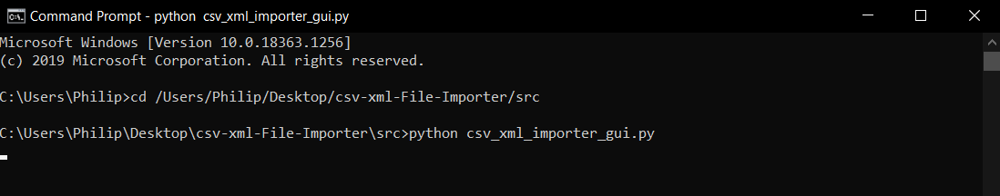 Command Prompt - python  csv_xml_importer_gui.py
Microsoft Windows [Version 10.0.18363.1256]
(c) 2019 Microsoft Corporation. All rights reserved.
C:\Users\Philip>cd /Users/Philip/Desktop/csv-xml-File-Importer/src
C:\Users\Philip\Desktop\csv-xml-File-Importer\src>python csv_xml_importer_gui.py